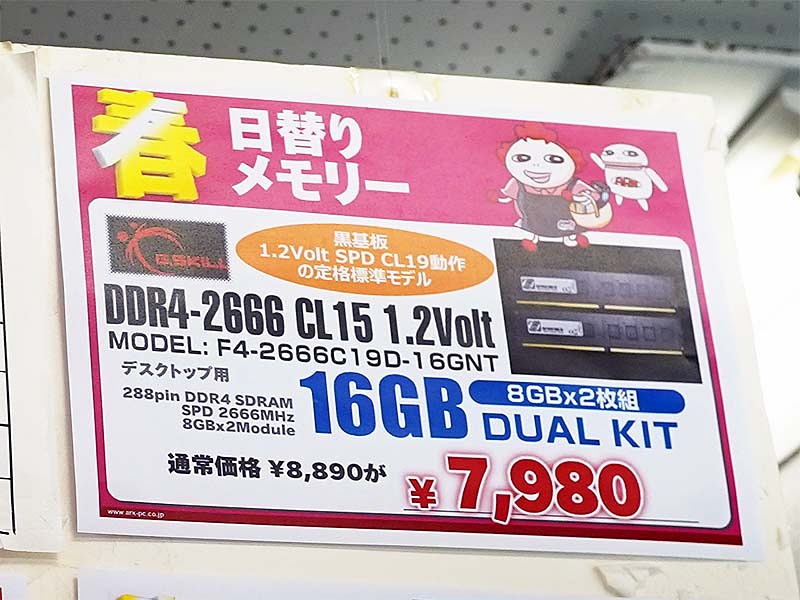 春
日替り
メモリー
G.SKILL
黒基板
1.2Volt SPD CL19動作
の定格標準モデル
DDR4-2666 CL15 1.2Volt
MODEL: F4-2666C19D-16GNT
デスクトップ用
288pin DDR4 SDRAM
SPD 2666MHz
8GBx2Module
16GB
8GBx2枚組
DUAL KIT
通常価格 ¥8,890が
¥7,980
www.ark-pc.co.jp